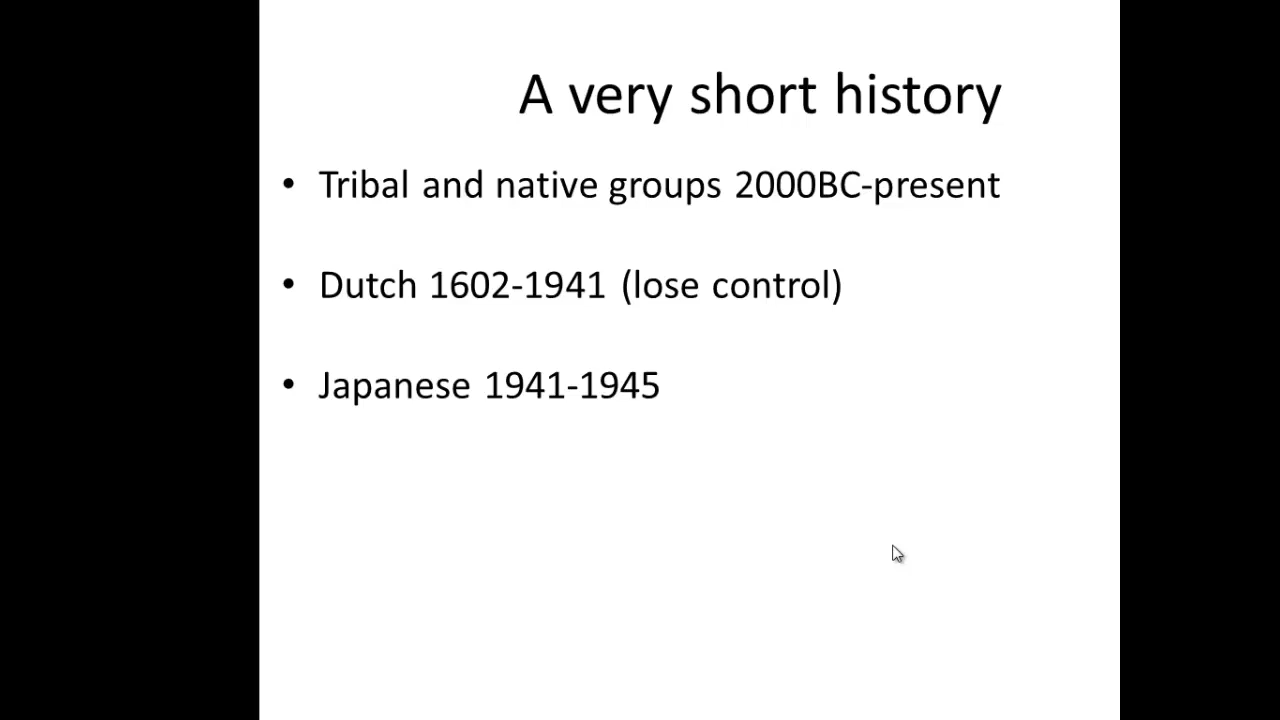 A very short history
• Tribal and native groups 2000BC-present
• Dutch 1602-1941 (lose control)
• Japanese 1941-1945